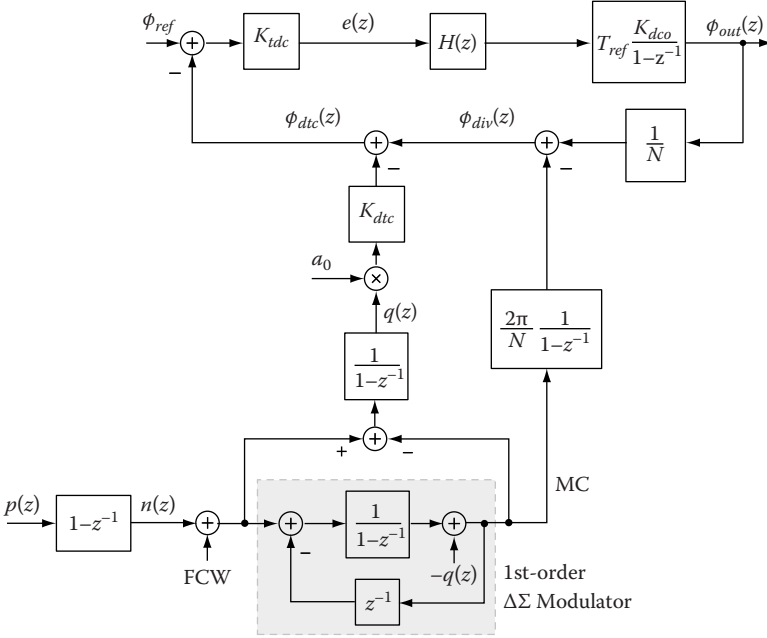 ϕref
+
−
Ktdc
e(z)
H(z)
Tref Kdco/1−z⁻¹
ϕout(z)
ϕdtc(z)
+
−
ϕdiv(z)
+
−
1/N
Kdtc
a0
×
q(z)
1/1−z⁻¹
2π/N 1/1−z⁻¹
+
+
−
MC
p(z)
1−z⁻¹
n(z)
+
FCW
+
−
1/1−z⁻¹
+
−q(z)
z⁻¹
1st-order
ΔΣ Modulator